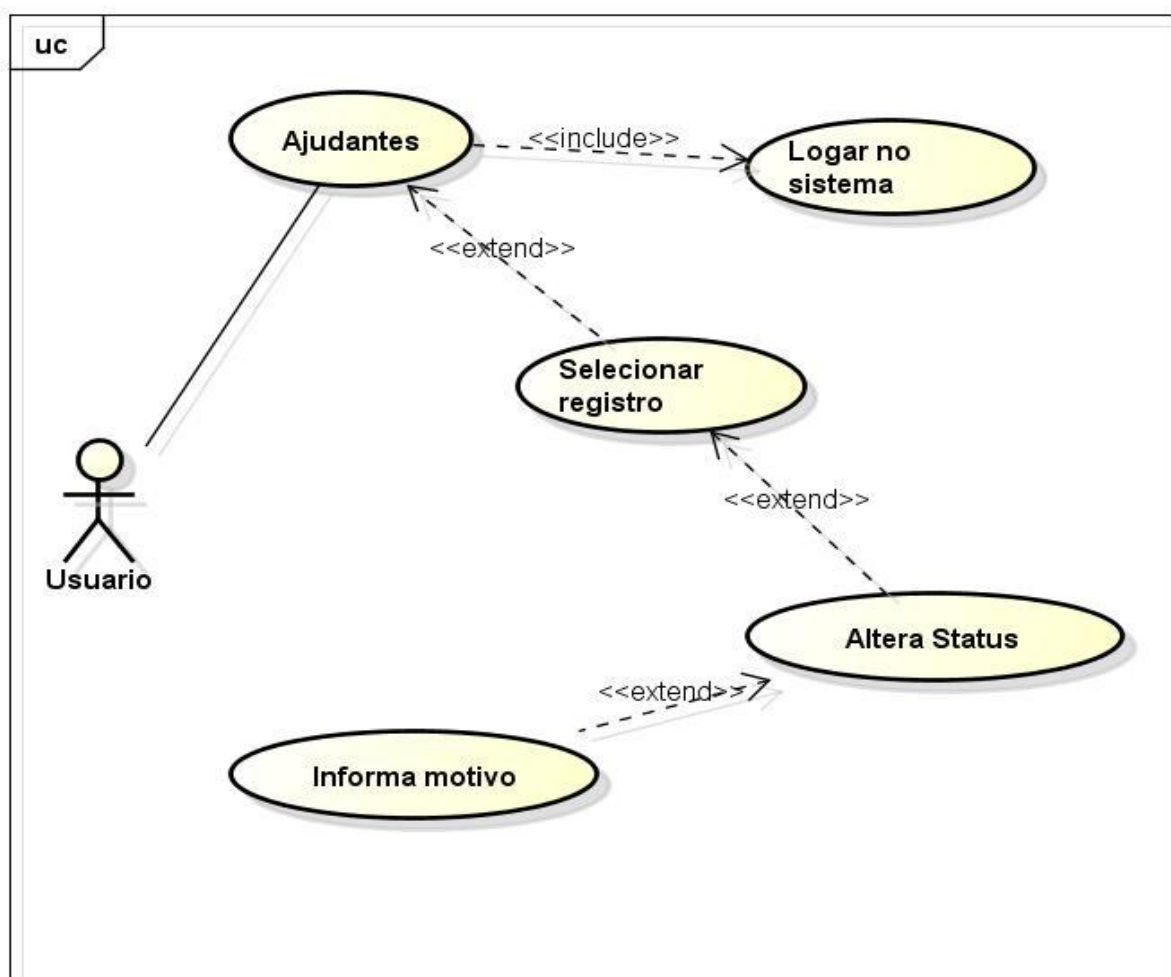 uc
Ajudantes
<<include>>
Logar no
sistema
<<extend>>
Selecionar
registro
<<extend>>
Usuario
Altera Status
<<extend>>
Informa motivo